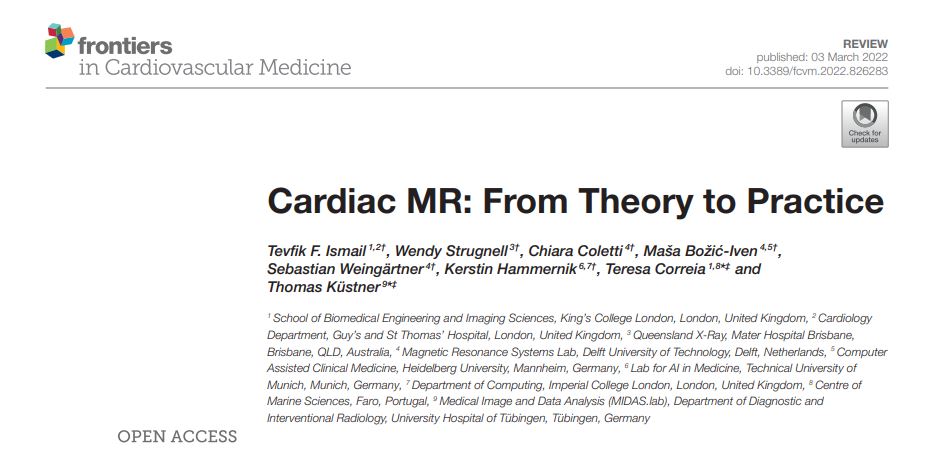 frontiers
in Cardiovascular Medicine
REVIEW
published: 03 March 2022
doi: 10.3389/fcvm.2022.826283
Check for
updates
Cardiac MR: From Theory to Practice
Tevfik F. Ismail 1,2†, Wendy Strugnell 3†, Chiara Coletti 4†, Maša Božić-Iven 4,5†,
Sebastian Weingärtner 4†, Kerstin Hammernik 6,7†, Teresa Correia 1,8*‡ and
Thomas Küstner 9*‡
1 School of Biomedical Engineering and Imaging Sciences, King's College London, London, United Kingdom, 2 Cardiology
Department, Guy's and St Thomas' Hospital, London, United Kingdom, 3 Queensland X-Ray, Mater Hospital Brisbane,
Brisbane, QLD, Australia, 4 Magnetic Resonance Systems Lab, Delft University of Technology, Delft, Netherlands, 5 Computer
Assisted Clinical Medicine, Heidelberg University, Mannheim, Germany, 6 Lab for AI in Medicine, Technical University of
Munich, Munich, Germany, 7 Department of Computing, Imperial College London, London, United Kingdom, 8 Centre of
Marine Sciences, Faro, Portugal, 9 Medical Image and Data Analysis (MIDAS.lab), Department of Diagnostic and
Interventional Radiology, University Hospital of Tübingen, Tübingen, Germany
OPEN ACCESS